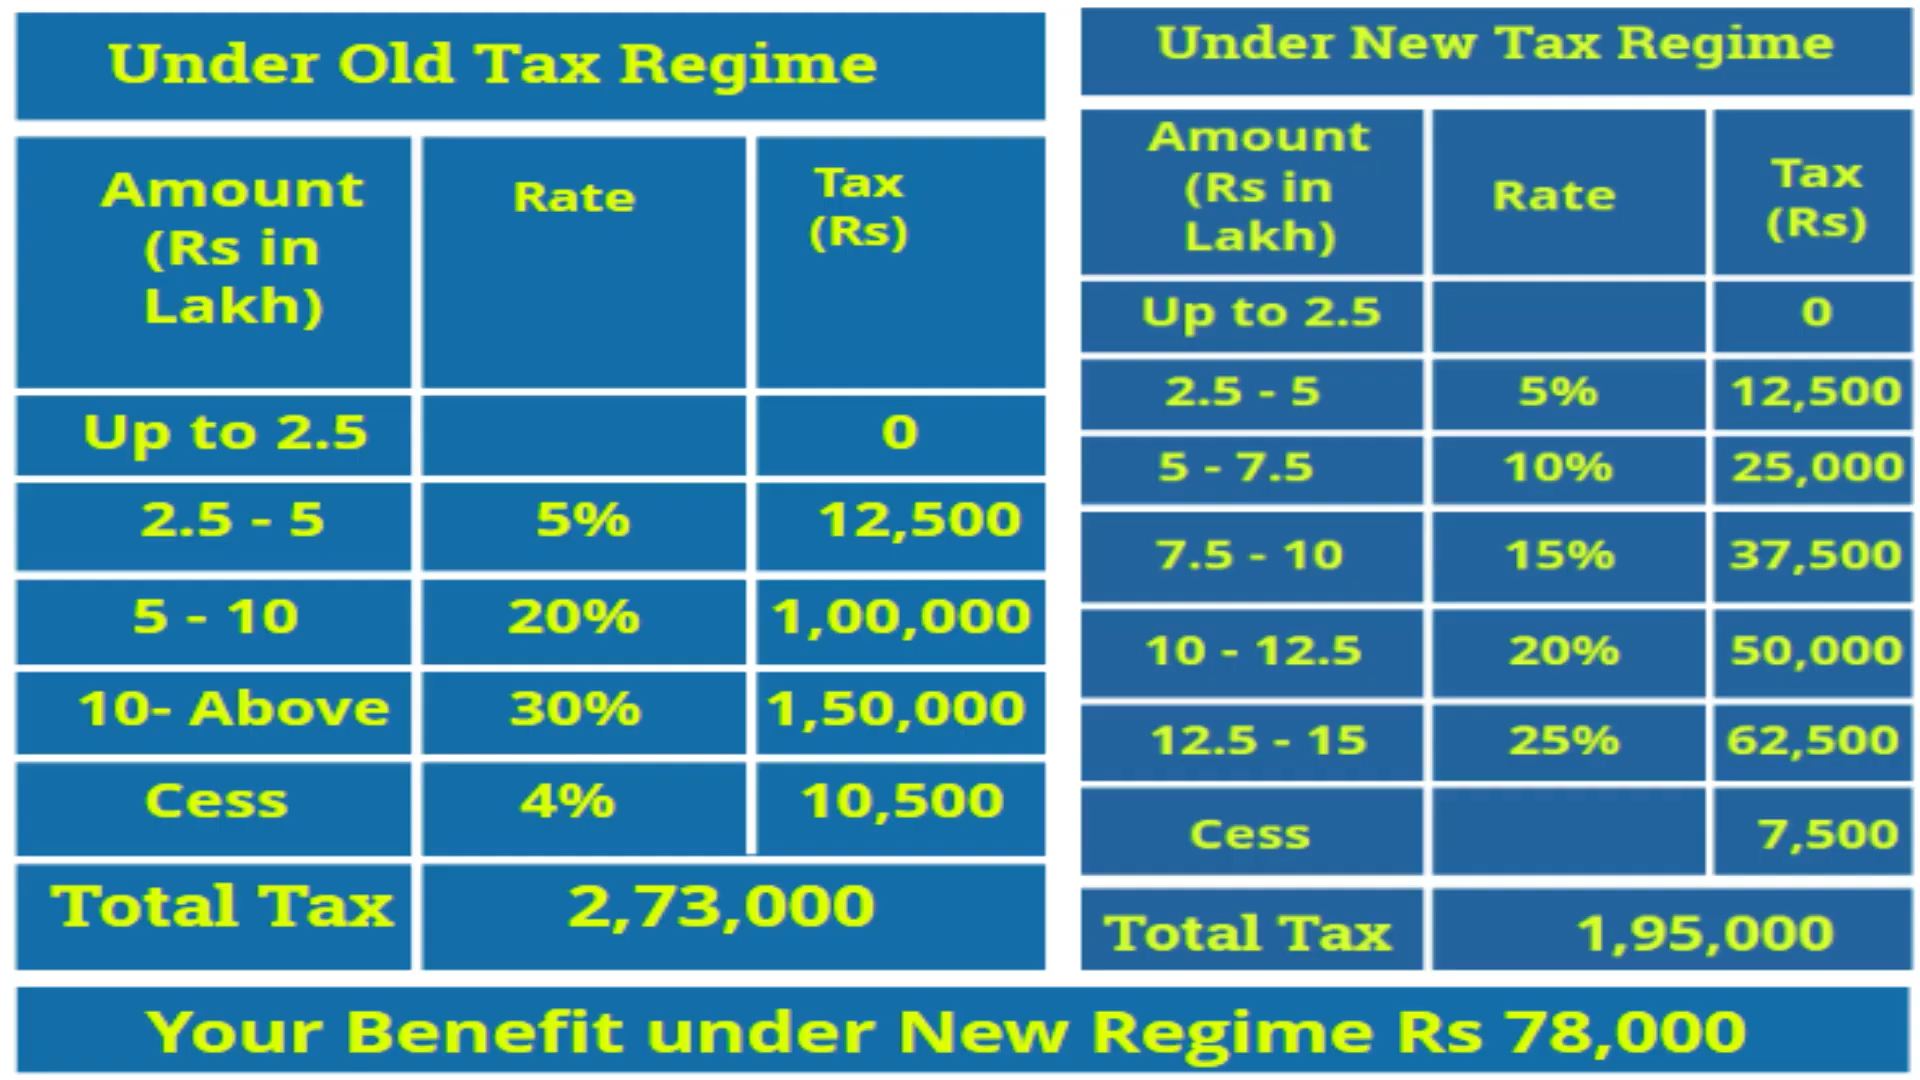 Under Old Tax Regime
Amount
(Rs in
Lakh)
Rate
Tax
(Rs)
Up to 2.5
0
2.5 - 5
5%
12,500
5 - 10
20%
1,00,000
10- Above
30%
1,50,000
Cess
4%
10,500
Total Tax
2,73,000
Under New Tax Regime
Amount
(Rs in
Lakh)
Rate
Tax
(Rs)
Up to 2.5
0
2.5 - 5
5%
12,500
5 - 7.5
10%
25,000
7.5 - 10
15%
37,500
10 - 12.5
20%
50,000
12.5 - 15
25%
62,500
Cess
7,500
Total Tax
1,95,000
Your Benefit under New Regime Rs 78,000